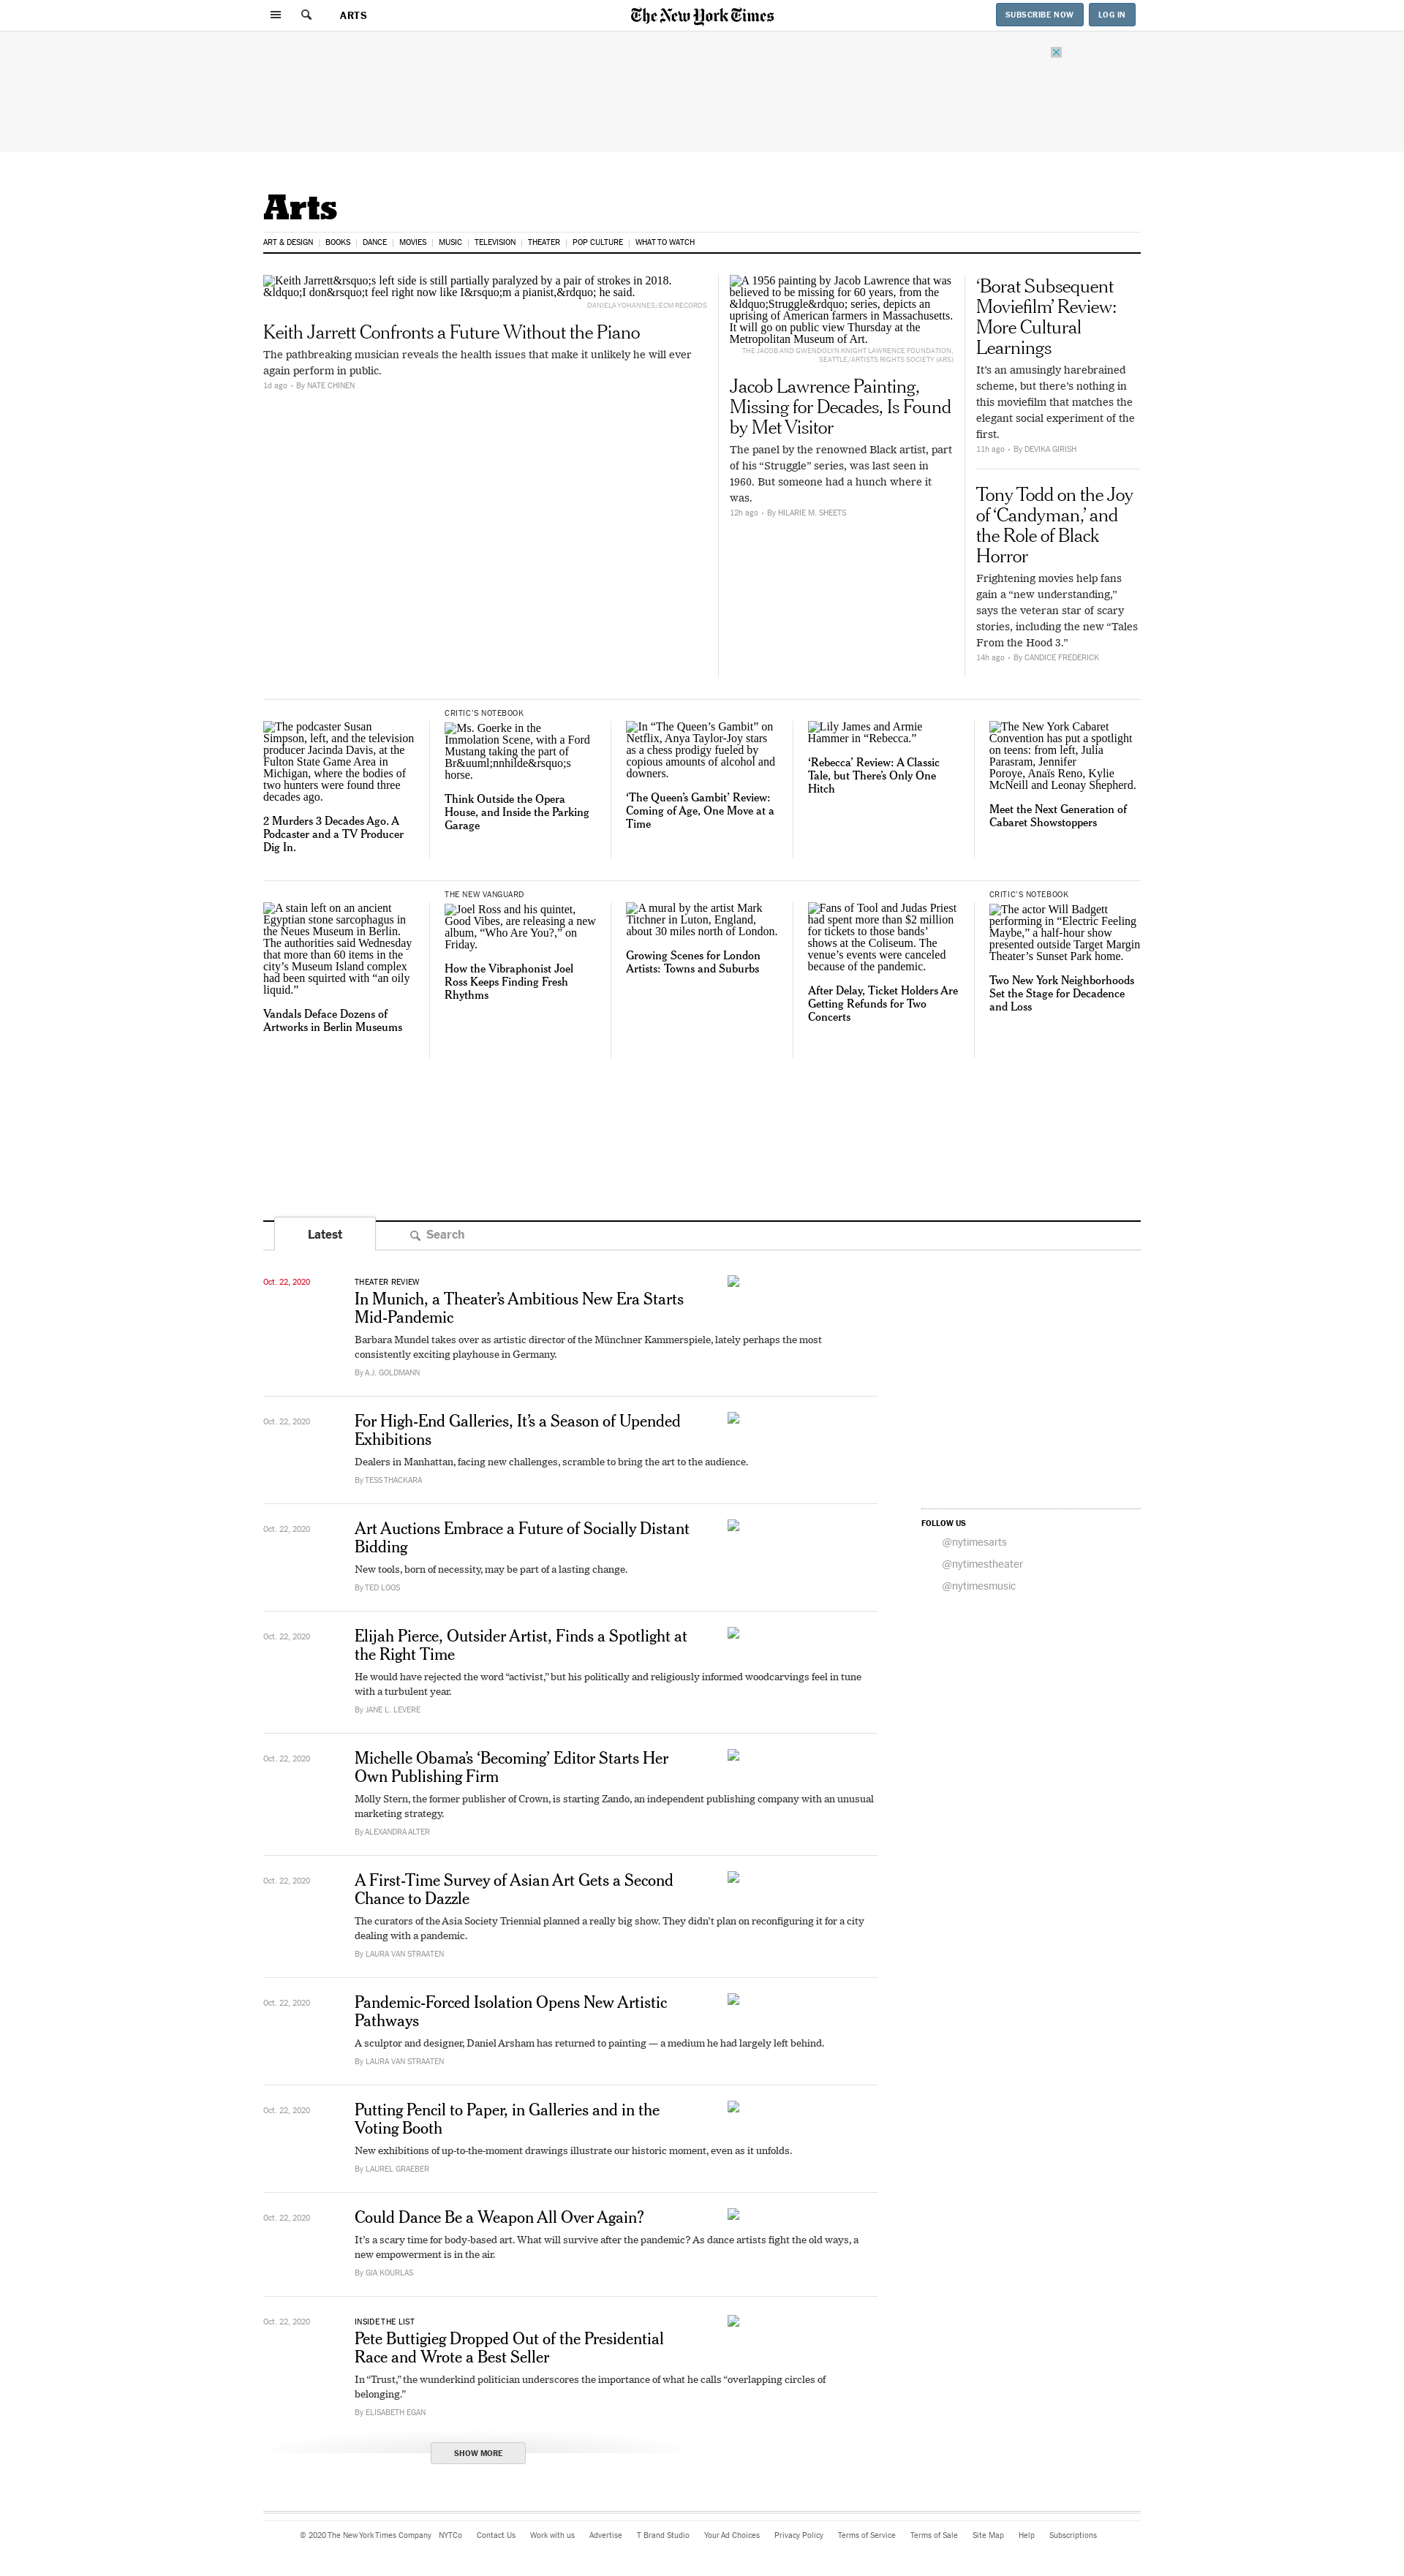 ARTS
The New York Times
SUBSCRIBE NOW
LOG IN
Arts
ART & DESIGN
BOOKS
DANCE
MOVIES
MUSIC
TELEVISION
THEATER
POP CULTURE
WHAT TO WATCH
Keith Jarrett&rsquo;s left side is still partially paralyzed by a pair of strokes in 2018.
&ldquo;I don&rsquo;t feel right now like I&rsquo;m a pianist,&rdquo; he said.
DANIELA YOHANNES/ECM RECORDS
Keith Jarrett Confronts a Future Without the Piano
The pathbreaking musician reveals the health issues that make it unlikely he will ever
again perform in public.
1d ago • By NATE CHINEN
A 1956 painting by Jacob Lawrence that was
believed to be missing for 60 years, from the
&ldquo;Struggle&rdquo; series, depicts an
uprising of American farmers in Massachusetts.
It will go on public view Thursday at the
Metropolitan Museum of Art.
THE JACOB AND GWENDOLYN KNIGHT LAWRENCE FOUNDATION,
SEATTLE/ARTISTS RIGHTS SOCIETY (ARS)
Jacob Lawrence Painting,
Missing for Decades, Is Found
by Met Visitor
The panel by the renowned Black artist, part
of his “Struggle” series, was last seen in
1960. But someone had a hunch where it
was.
12h ago • By HILARIE M. SHEETS
‘Borat Subsequent
Moviefilm’ Review:
More Cultural
Learnings
It’s an amusingly harebrained
scheme, but there’s nothing in
this moviefilm that matches the
elegant social experiment of the
first.
11h ago • By DEVIKA GIRISH
Tony Todd on the Joy
of ‘Candyman,’ and
the Role of Black
Horror
Frightening movies help fans
gain a “new understanding,”
says the veteran star of scary
stories, including the new “Tales
From the Hood 3.”
14h ago • By CANDICE FREDERICK
The podcaster Susan
Simpson, left, and the television
producer Jacinda Davis, at the
Fulton State Game Area in
Michigan, where the bodies of
two hunters were found three
decades ago.
2 Murders 3 Decades Ago. A
Podcaster and a TV Producer
Dig In.
CRITIC’S NOTEBOOK
Ms. Goerke in the
Immolation Scene, with a Ford
Mustang taking the part of
Br&uuml;nnhilde&rsquo;s
horse.
Think Outside the Opera
House, and Inside the Parking
Garage
In “The Queen’s Gambit” on
Netflix, Anya Taylor-Joy stars
as a chess prodigy fueled by
copious amounts of alcohol and
downers.
‘The Queen’s Gambit’ Review:
Coming of Age, One Move at a
Time
Lily James and Armie
Hammer in “Rebecca.”
‘Rebecca’ Review: A Classic
Tale, but There’s Only One
Hitch
The New York Cabaret
Convention has put a spotlight
on teens: from left, Julia
Parasram, Jennifer
Poroye, Anaïs Reno, Kylie
McNeill and Leonay Shepherd.
Meet the Next Generation of
Cabaret Showstoppers
A stain left on an ancient
Egyptian stone sarcophagus in
the Neues Museum in Berlin.
The authorities said Wednesday
that more than 60 items in the
city’s Museum Island complex
had been squirted with “an oily
liquid.”
Vandals Deface Dozens of
Artworks in Berlin Museums
THE NEW VANGUARD
Joel Ross and his quintet,
Good Vibes, are releasing a new
album, “Who Are You?,” on
Friday.
How the Vibraphonist Joel
Ross Keeps Finding Fresh
Rhythms
A mural by the artist Mark
Titchner in Luton, England,
about 30 miles north of London.
Growing Scenes for London
Artists: Towns and Suburbs
Fans of Tool and Judas Priest
had spent more than $2 million
for tickets to those bands’
shows at the Coliseum. The
venue’s events were canceled
because of the pandemic.
After Delay, Ticket Holders Are
Getting Refunds for Two
Concerts
CRITIC’S NOTEBOOK
The actor Will Badgett
performing in “Electric Feeling
Maybe,” a half-hour show
presented outside Target Margin
Theater’s Sunset Park home.
Two New York Neighborhoods
Set the Stage for Decadence
and Loss
Latest
Search
Oct. 22, 2020
THEATER REVIEW
In Munich, a Theater’s Ambitious New Era Starts
Mid-Pandemic
Barbara Mundel takes over as artistic director of the Münchner Kammerspiele, lately perhaps the most
consistently exciting playhouse in Germany.
By A.J. GOLDMANN
Oct. 22, 2020
For High-End Galleries, It’s a Season of Upended
Exhibitions
Dealers in Manhattan, facing new challenges, scramble to bring the art to the audience.
By TESS THACKARA
Oct. 22, 2020
Art Auctions Embrace a Future of Socially Distant
Bidding
New tools, born of necessity, may be part of a lasting change.
By TED LOOS
Oct. 22, 2020
Elijah Pierce, Outsider Artist, Finds a Spotlight at
the Right Time
He would have rejected the word “activist,” but his politically and religiously informed woodcarvings feel in tune
with a turbulent year.
By JANE L. LEVERE
Oct. 22, 2020
Michelle Obama’s ‘Becoming’ Editor Starts Her
Own Publishing Firm
Molly Stern, the former publisher of Crown, is starting Zando, an independent publishing company with an unusual
marketing strategy.
By ALEXANDRA ALTER
Oct. 22, 2020
A First-Time Survey of Asian Art Gets a Second
Chance to Dazzle
The curators of the Asia Society Triennial planned a really big show. They didn’t plan on reconfiguring it for a city
dealing with a pandemic.
By LAURA VAN STRAATEN
Oct. 22, 2020
Pandemic-Forced Isolation Opens New Artistic
Pathways
A sculptor and designer, Daniel Arsham has returned to painting — a medium he had largely left behind.
By LAURA VAN STRAATEN
Oct. 22, 2020
Putting Pencil to Paper, in Galleries and in the
Voting Booth
New exhibitions of up-to-the-moment drawings illustrate our historic moment, even as it unfolds.
By LAUREL GRAEBER
Oct. 22, 2020
Could Dance Be a Weapon All Over Again?
It’s a scary time for body-based art. What will survive after the pandemic? As dance artists fight the old ways, a
new empowerment is in the air.
By GIA KOURLAS
Oct. 22, 2020
INSIDE THE LIST
Pete Buttigieg Dropped Out of the Presidential
Race and Wrote a Best Seller
In “Trust,” the wunderkind politician underscores the importance of what he calls “overlapping circles of
belonging.”
By ELISABETH EGAN
SHOW MORE
FOLLOW US
@nytimesarts
@nytimestheater
@nytimesmusic
© 2020 The New York Times Company NYTCo Contact Us Work with us Advertise T Brand Studio Your Ad Choices Privacy Policy Terms of Service Terms of Sale Site Map Help Subscriptions